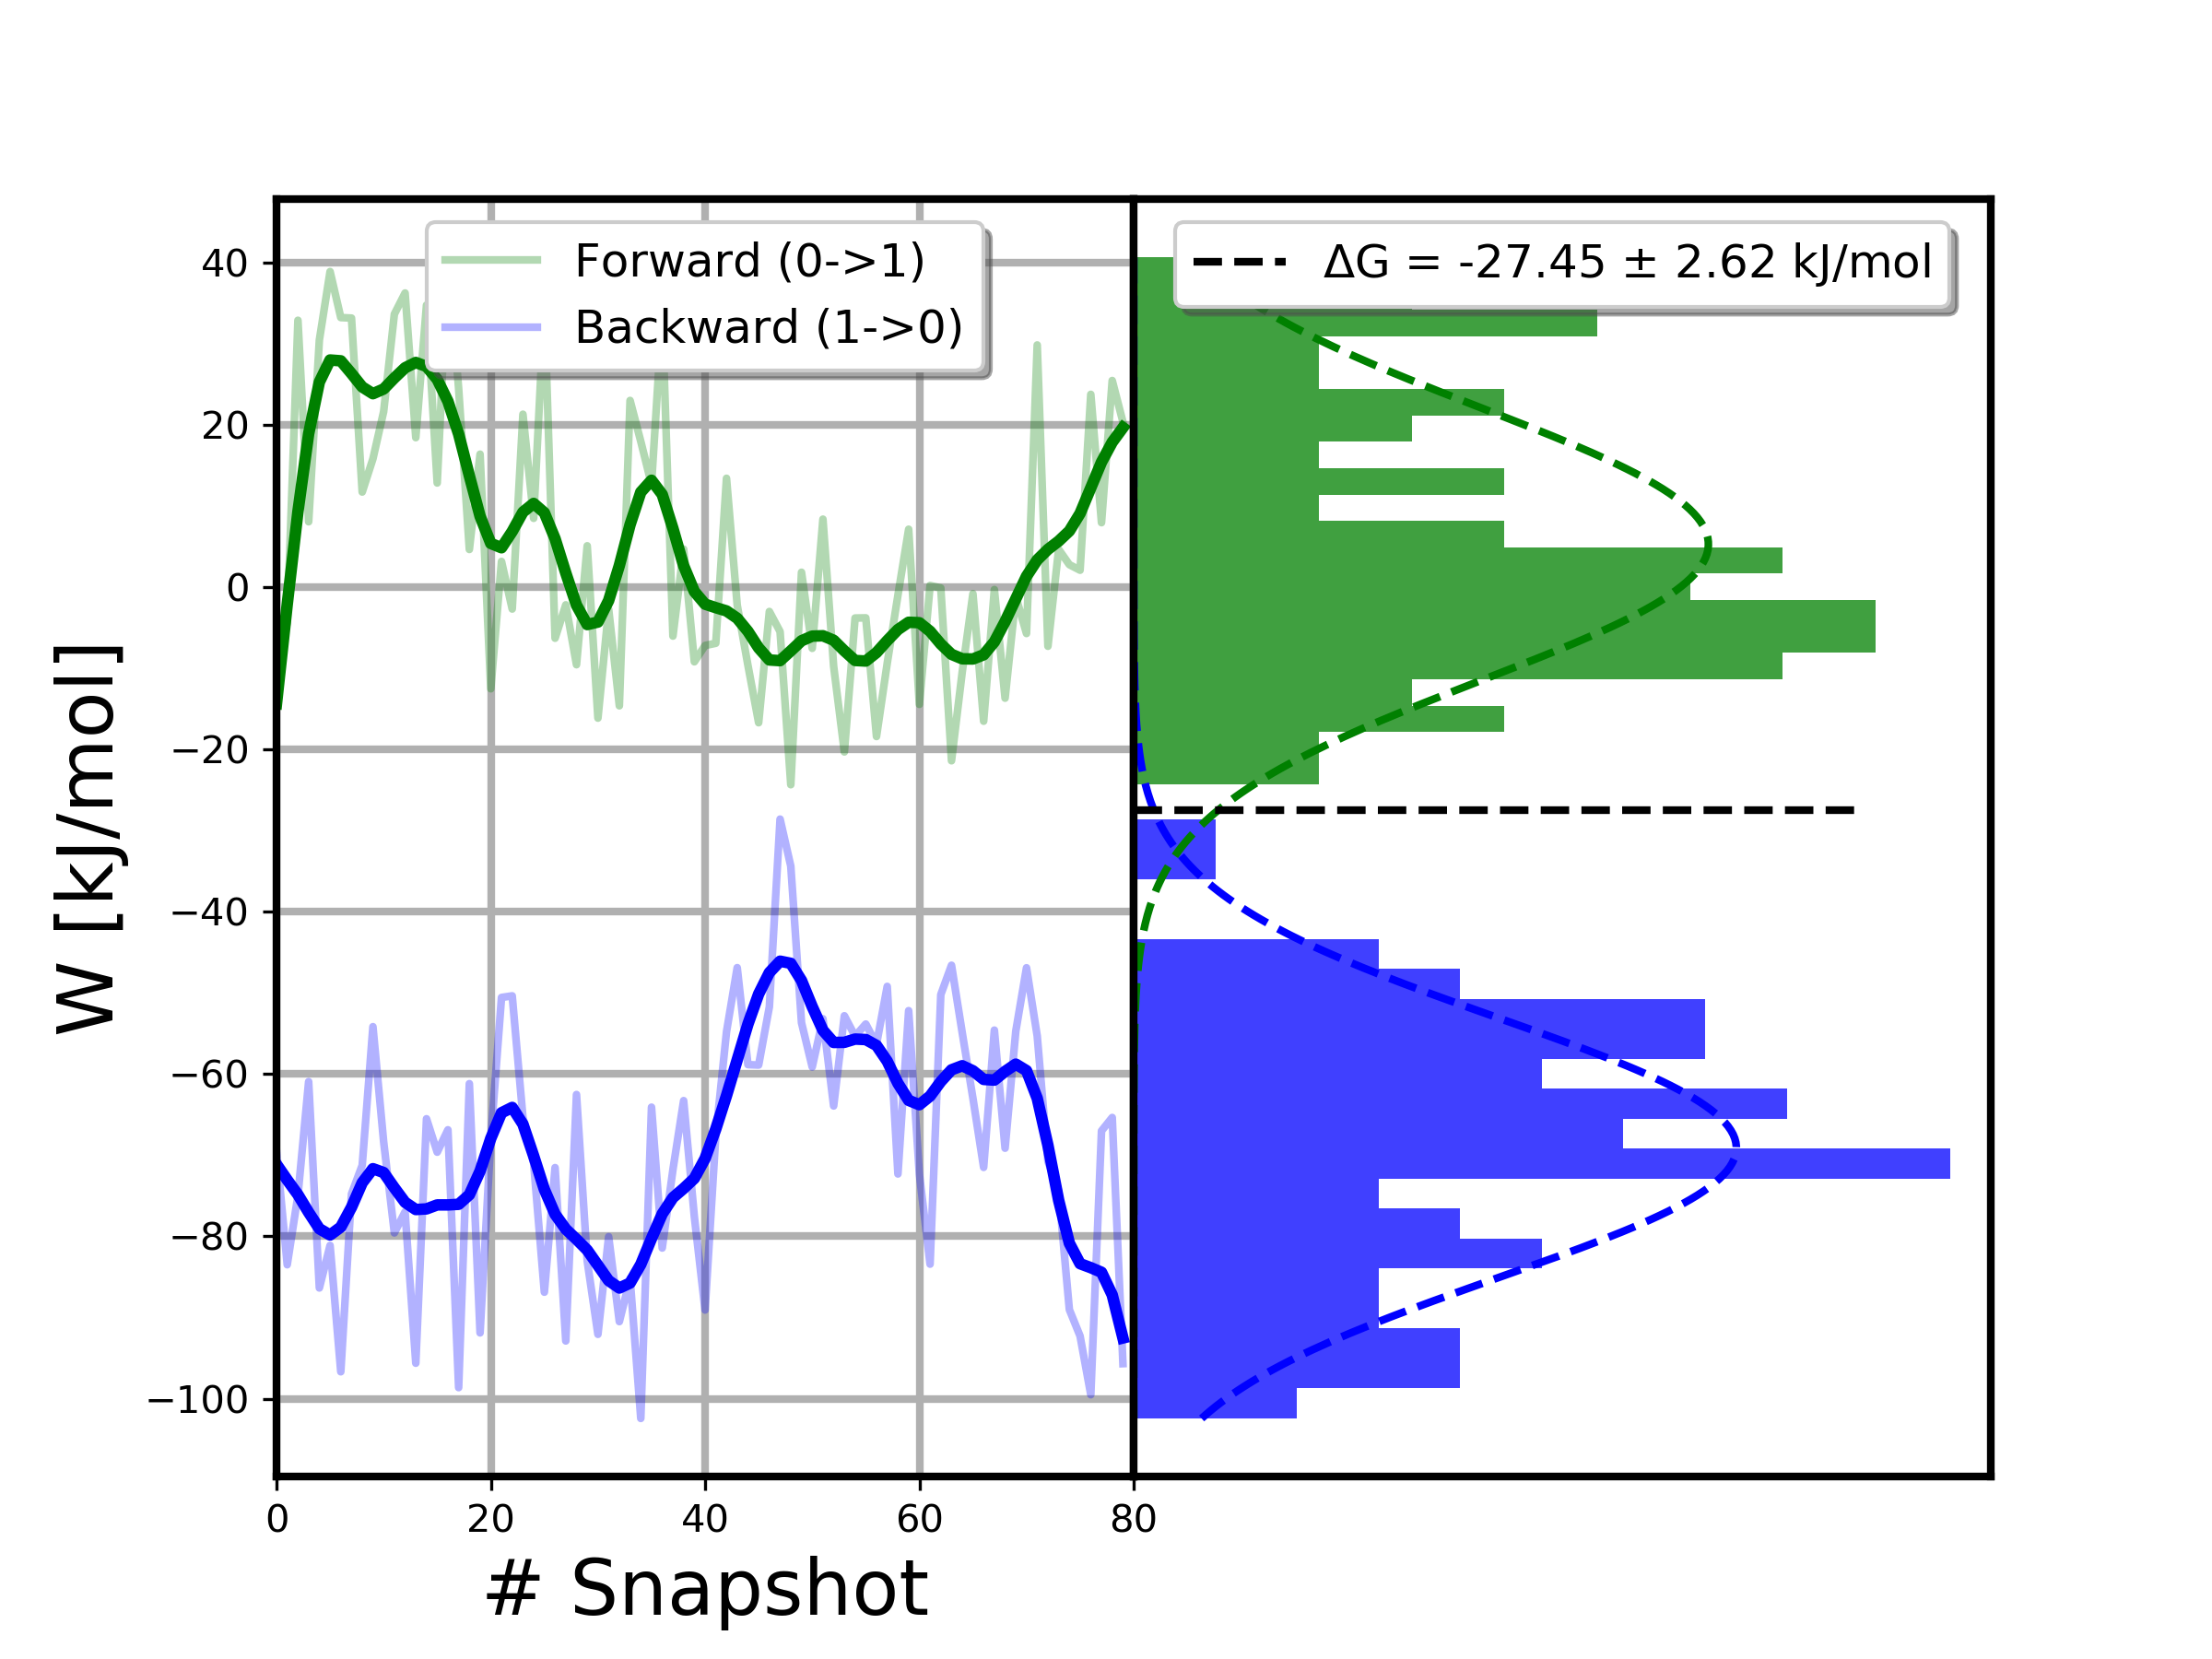 Forward (0->1)
Backward (1->0)
ΔG = -27.45 ± 2.62 kJ/mol
W [kJ/mol]
40
20
0
−20
−40
−60
−80
−100
0 20 40 60 80
# Snapshot